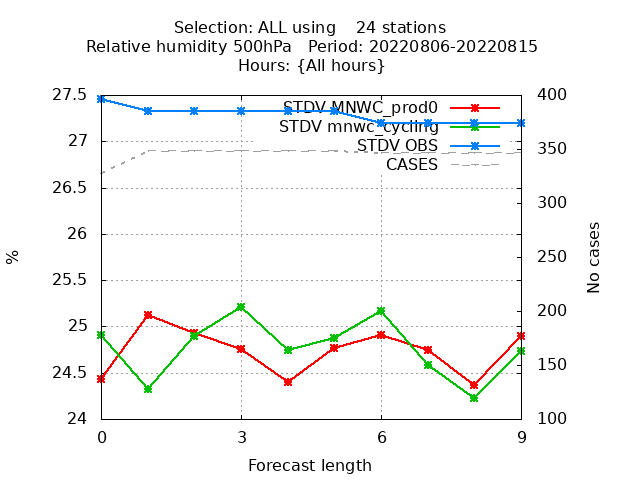 Selection: ALL using    24 stations
Relative humidity 500hPa   Period: 20220806-20220815
Hours: {All hours}
27.5
27
26.5
26
25.5
25
24.5
24
%
400
350
300
250
200
150
100
No cases
STDV MNWC_prod0
STDV mnwc_cycling
STDV OBS
CASES
0
3
6
9
Forecast length